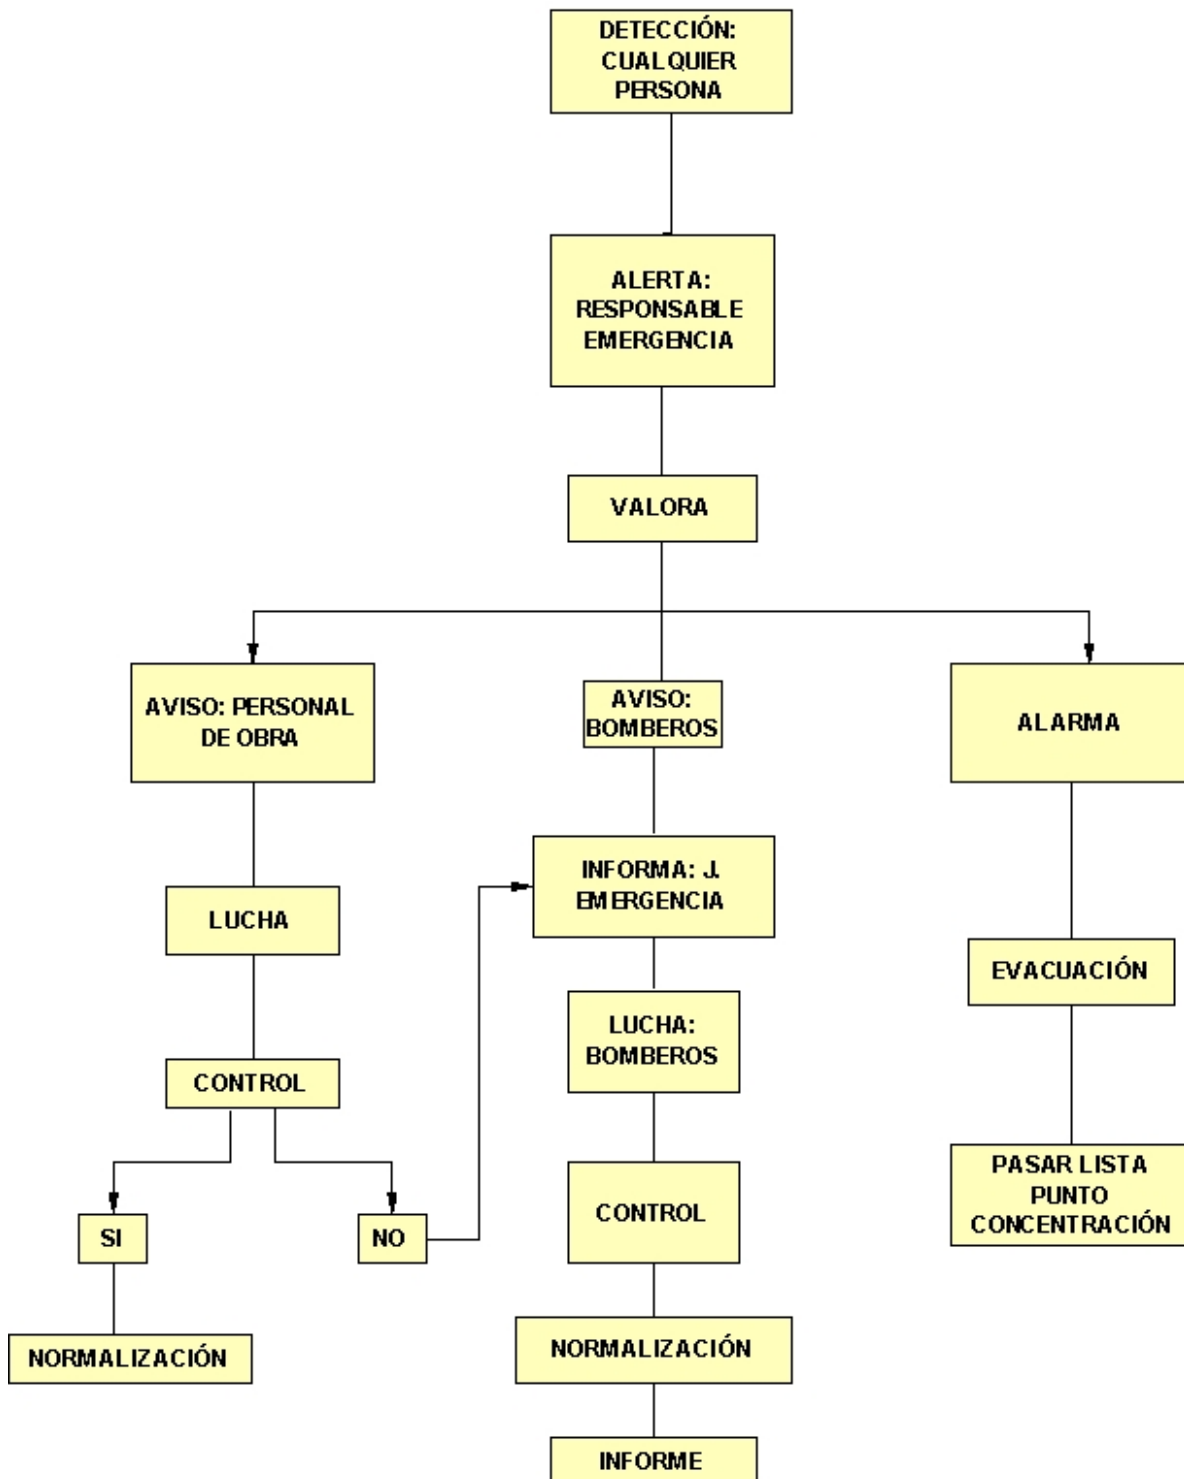 DETECCIÓN:
CUALQUIER
PERSONA
ALERTA:
RESPONSABLE
EMERGENCIA
VALORA
AVISO: PERSONAL
DE OBRA
AVISO:
BOMBEROS
ALARMA
INFORMA: J.
EMERGENCIA
LUCHA
EVACUACIÓN
LUCHA:
BOMBEROS
CONTROL
PASAR LISTA
PUNTO
CONCENTRACIÓN
CONTROL
SI
NO
NORMALIZACIÓN
NORMALIZACIÓN
INFORME